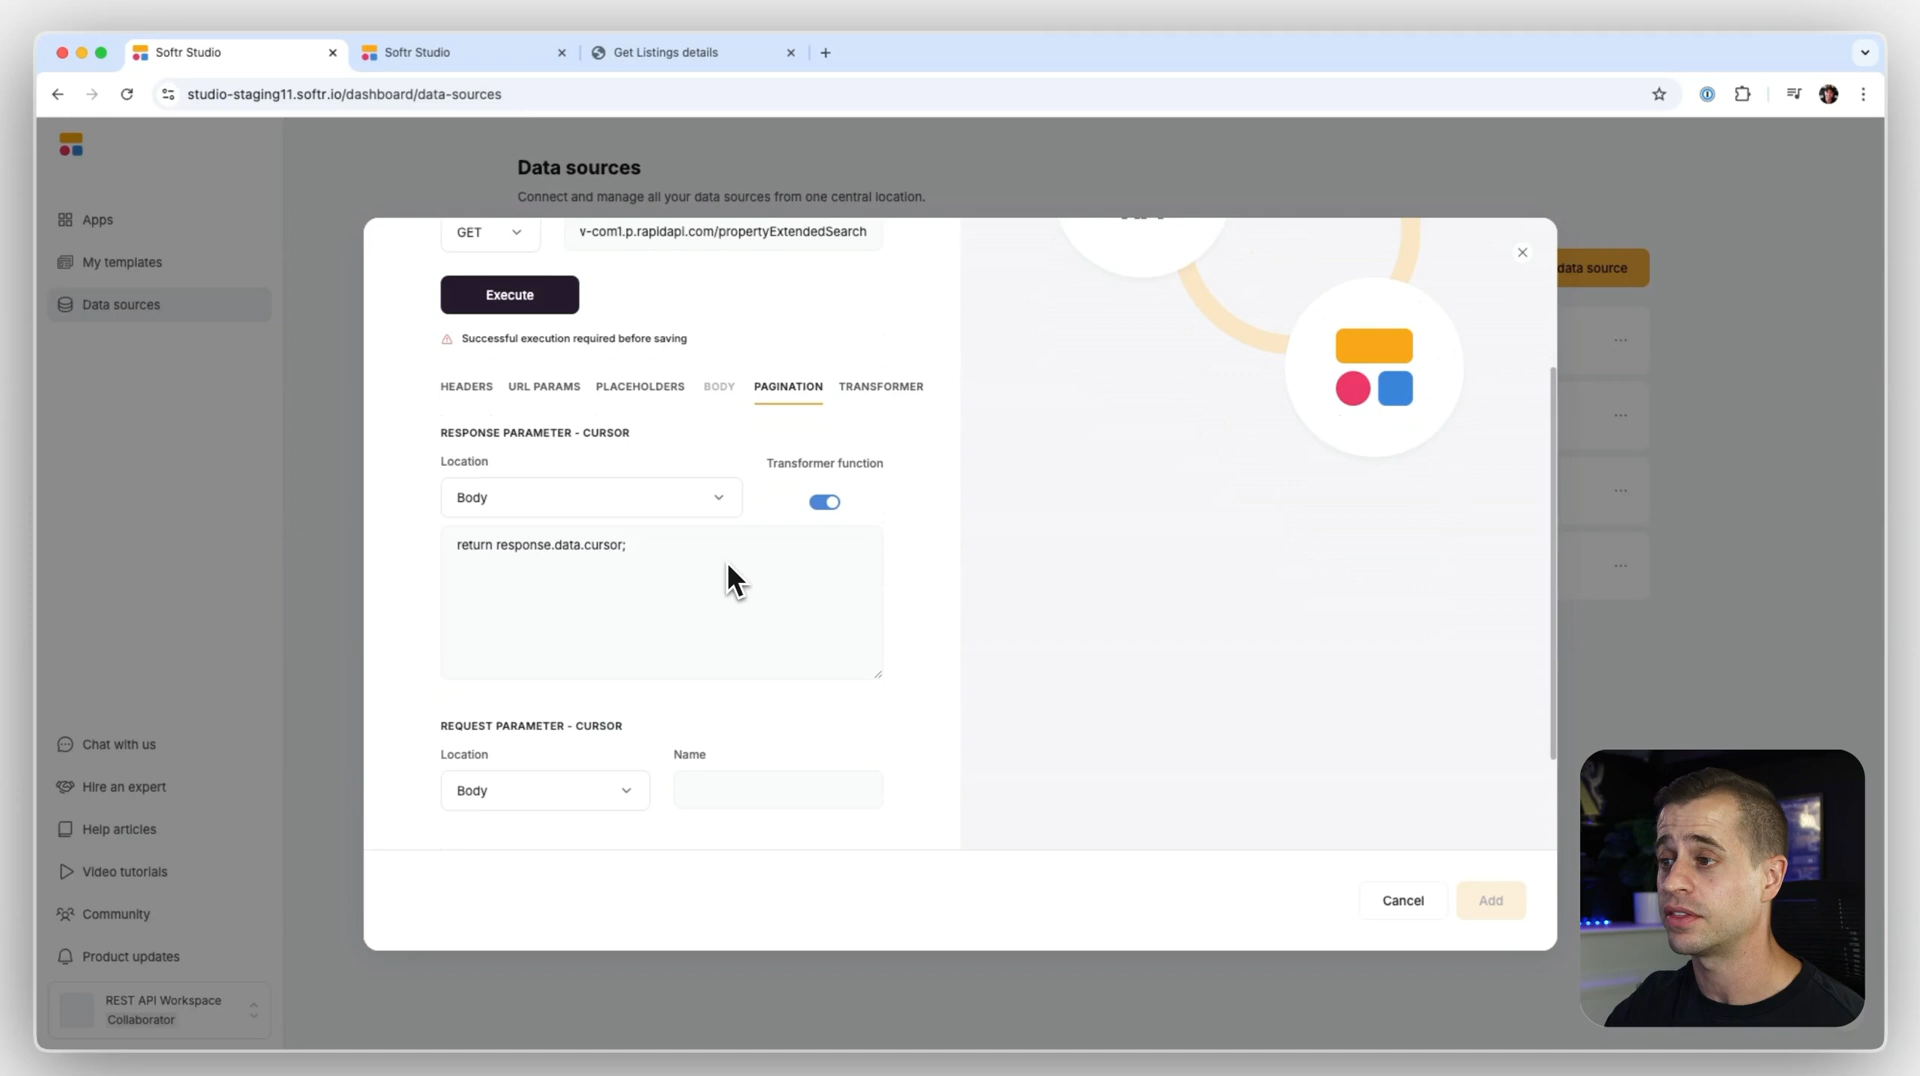 Softr Studio
Softr Studio
Get Listings details
studio-staging11.softr.io/dashboard/data-sources
Apps
My templates
Data sources
Chat with us
Hire an expert
Help articles
Video tutorials
Community
Product updates
REST API Workspace
Collaborator
Data sources
Connect and manage all your data sources from one central location.
data source
GET
v-com1.p.rapidapi.com/propertyExtendedSearch
Execute
Successful execution required before saving
HEADERS URL PARAMS PLACEHOLDERS BODY PAGINATION TRANSFORMER
RESPONSE PARAMETER - CURSOR
Location
Transformer function
Body
return response.data.cursor;
REQUEST PARAMETER - CURSOR
Location
Name
Body
Cancel
Add